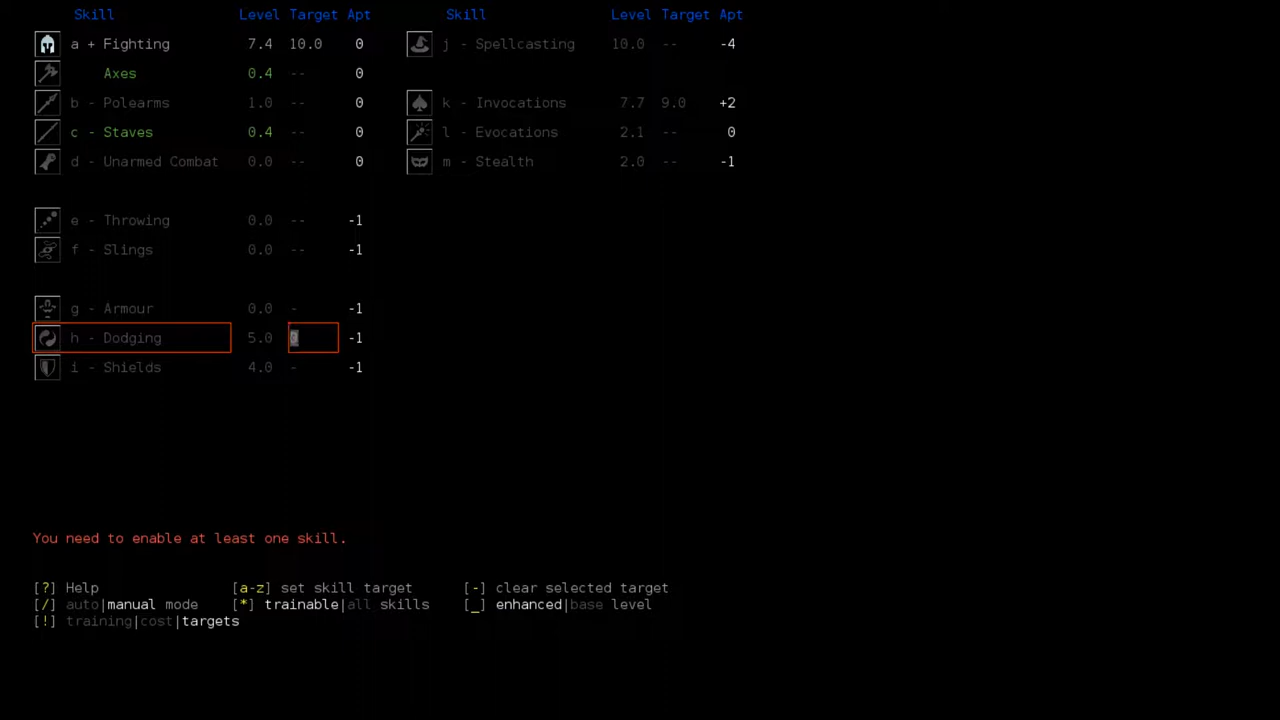 Skill Level Target Apt Skill Level Target Apt
a + Fighting 7.4 10.0 0 j - Spellcasting 10.0 -- -4
Axes 0.4 -- 0
b - Polearms 1.0 -- 0 k - Invocations 7.7 9.0 +2
c - Staves 0.4 -- 0 l - Evocations 2.1 -- 0
d - Unarmed Combat 0.0 -- 0 m - Stealth 2.0 -- -1
e - Throwing 0.0 -- -1
f - Slings 0.0 -- -1
g - Armour 0.0 - -1
h - Dodging 5.0 0 -1
i - Shields 4.0 - -1
You need to enable at least one skill.
[?] Help [a-z] set skill target [-] clear selected target
[/] auto|manual mode [*] trainable|all skills [_] enhanced|base level
[!] training|cost|targets